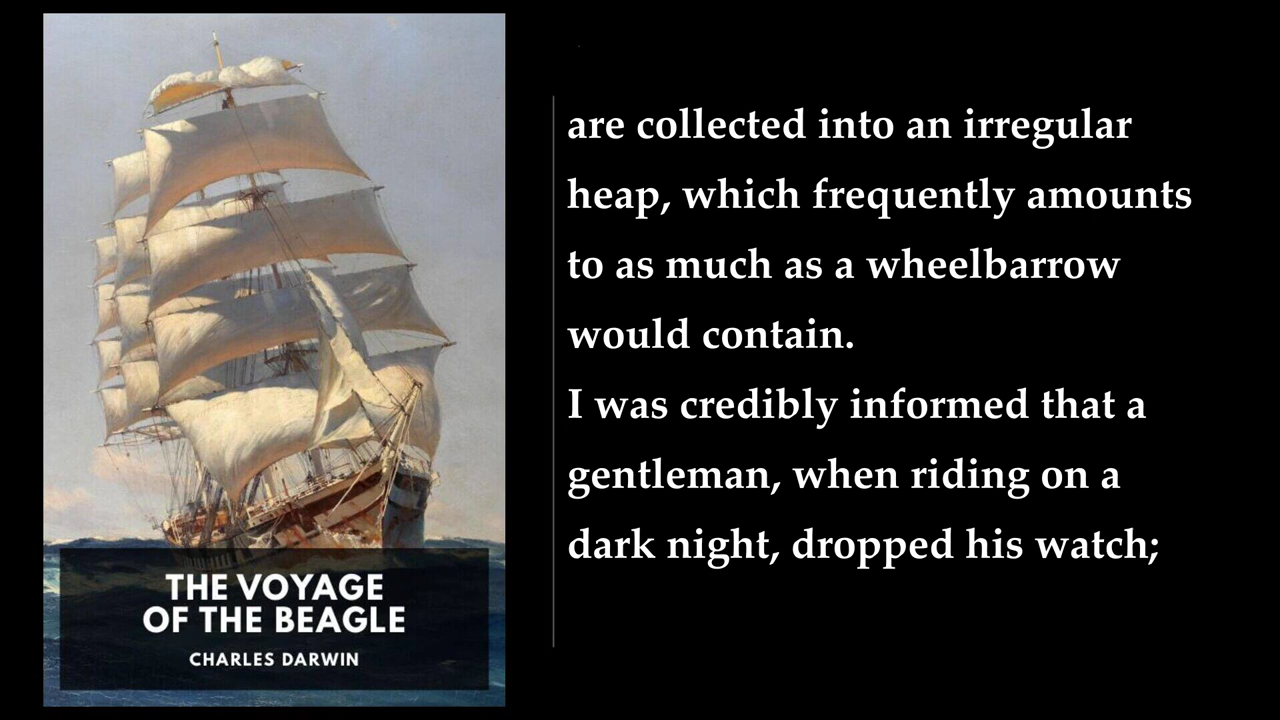 THE VOYAGE
OF THE BEAGLE
CHARLES DARWIN
are collected into an irregular
heap, which frequently amounts
to as much as a wheelbarrow
would contain.
I was credibly informed that a
gentleman, when riding on a
dark night, dropped his watch;